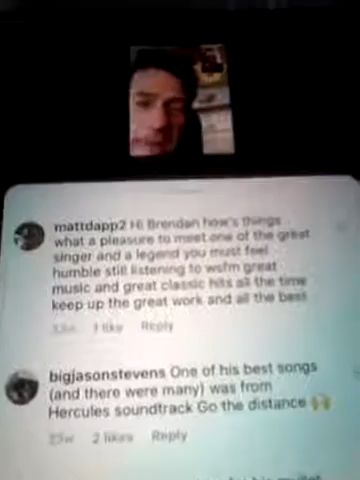 mattdapp2 Hi Brendan how's things
what a pleasure to meet one of the great
singer and a legend you must feel
humble still listening to wsfm great
music and great classic hits all the time
keep up the great work and all the best
1 like Reply
bigjasonstevens One of his best songs
(and there were many) was from
Hercules soundtrack Go the distance 🙌
2 likes Reply